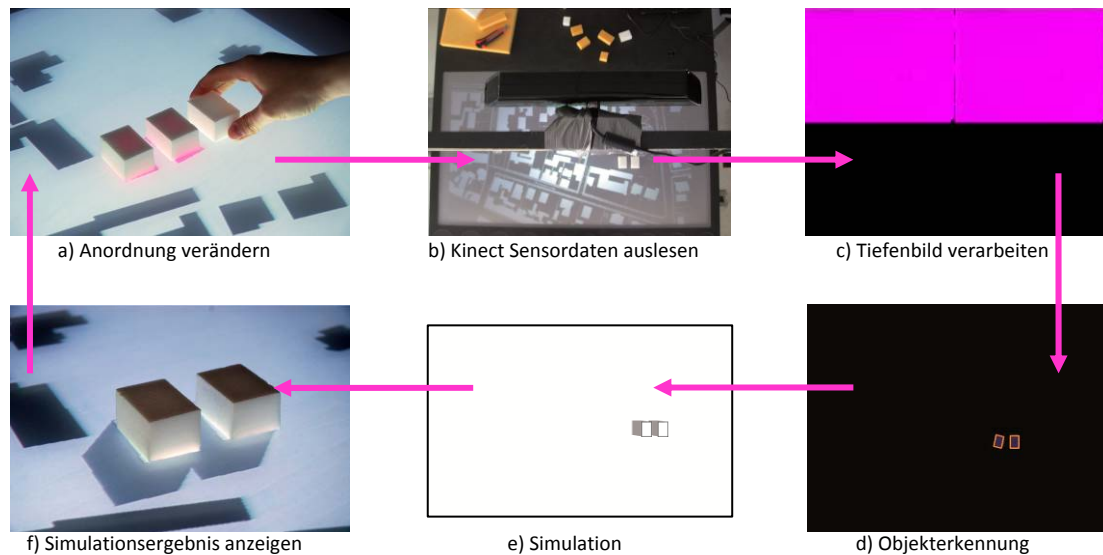 a) Anordnung verändern
b) Kinect Sensordaten auslesen
c) Tiefenbild verarbeiten
f) Simulationsergebnis anzeigen
e) Simulation
d) Objekterkennung